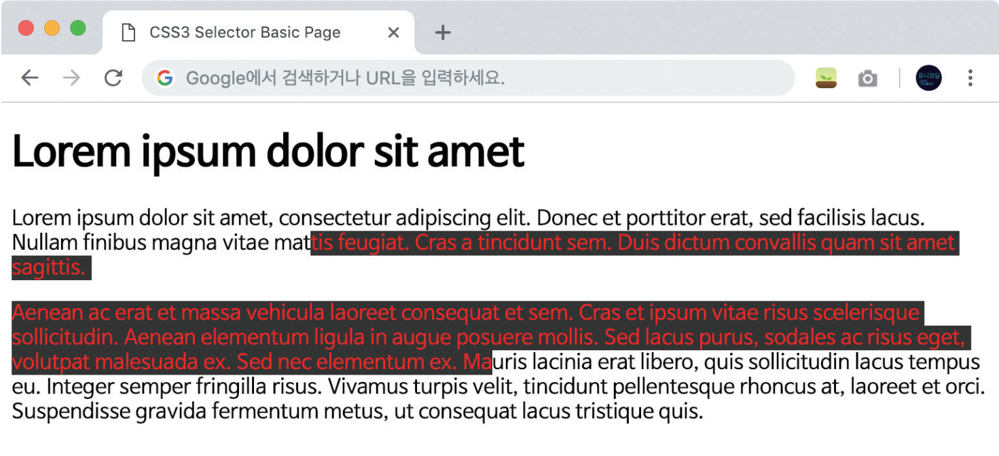 CSS3 Selector Basic Page
Google에서 검색하거나 URL을 입력하세요.
유니코딩
Lorem ipsum dolor sit amet
Lorem ipsum dolor sit amet, consectetur adipiscing elit. Donec et porttitor erat, sed facilisis lacus.
Nullam finibus magna vitae mattis feugiat. Cras a tincidunt sem. Duis dictum convallis quam sit amet
sagittis.
Aenean ac erat et massa vehicula laoreet consequat et sem. Cras et ipsum vitae risus scelerisque
sollicitudin. Aenean elementum ligula in augue posuere mollis. Sed lacus purus, sodales ac risus eget,
volutpat malesuada ex. Sed nec elementum ex. Mauris lacinia erat libero, quis sollicitudin lacus tempus
eu. Integer semper fringilla risus. Vivamus turpis velit, tincidunt pellentesque rhoncus at, laoreet et orci.
Suspendisse gravida fermentum metus, ut consequat lacus tristique quis.